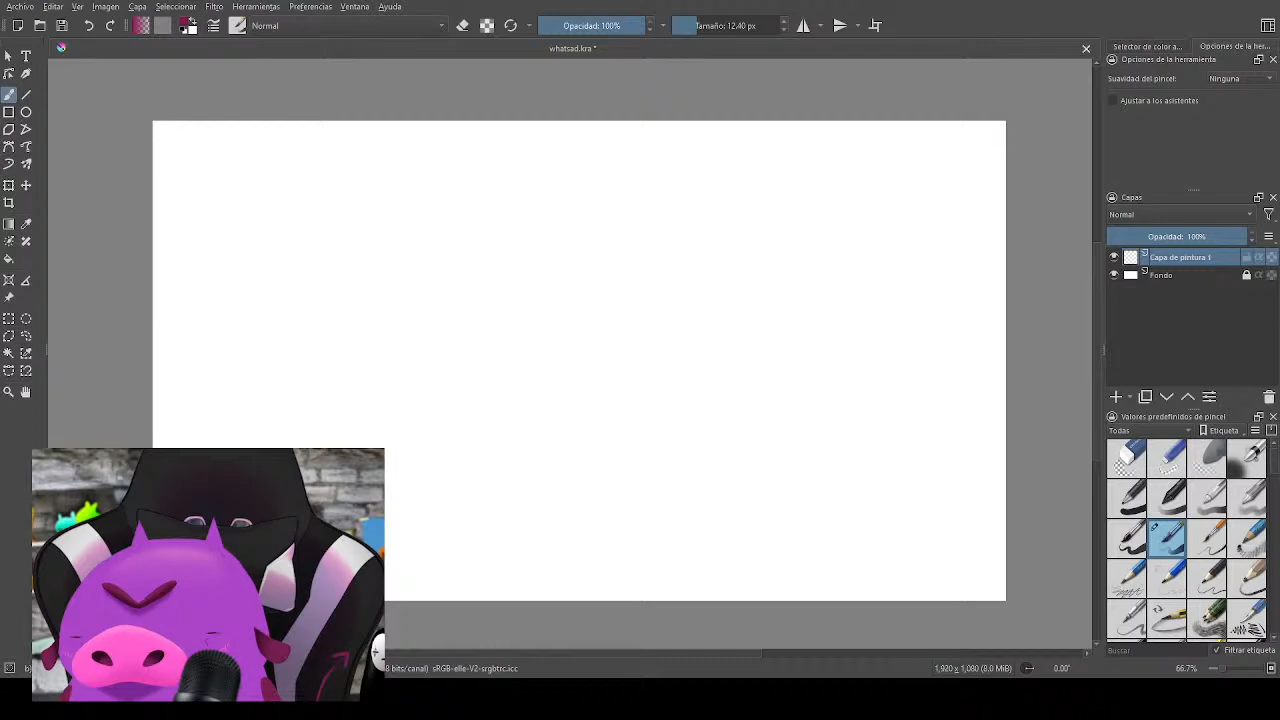 Archivo Editar Ver Imagen Capa Seleccionar Filtro Herramientas Preferencias Ventana Ayuda
Normal
Opacidad: 100%
Tamaño: 12.40 px
whatsad.kra *
Selector de color a...
Opciones de la her...
Opciones de la herramienta
Suavidad del pincel:
Ninguna
Ajustar a los asistentes
Capas
Normal
Opacidad: 100%
Capa de pintura 1
Fondo
Valores predefinidos de pincel
Todas
Etiqueta
Buscar
Filtrar etiqueta
bits/canal) sRGB-elle-V2-srgbtrc.icc
1,920 x 1,080 (8.0 MiB)
0.00°
66.7%